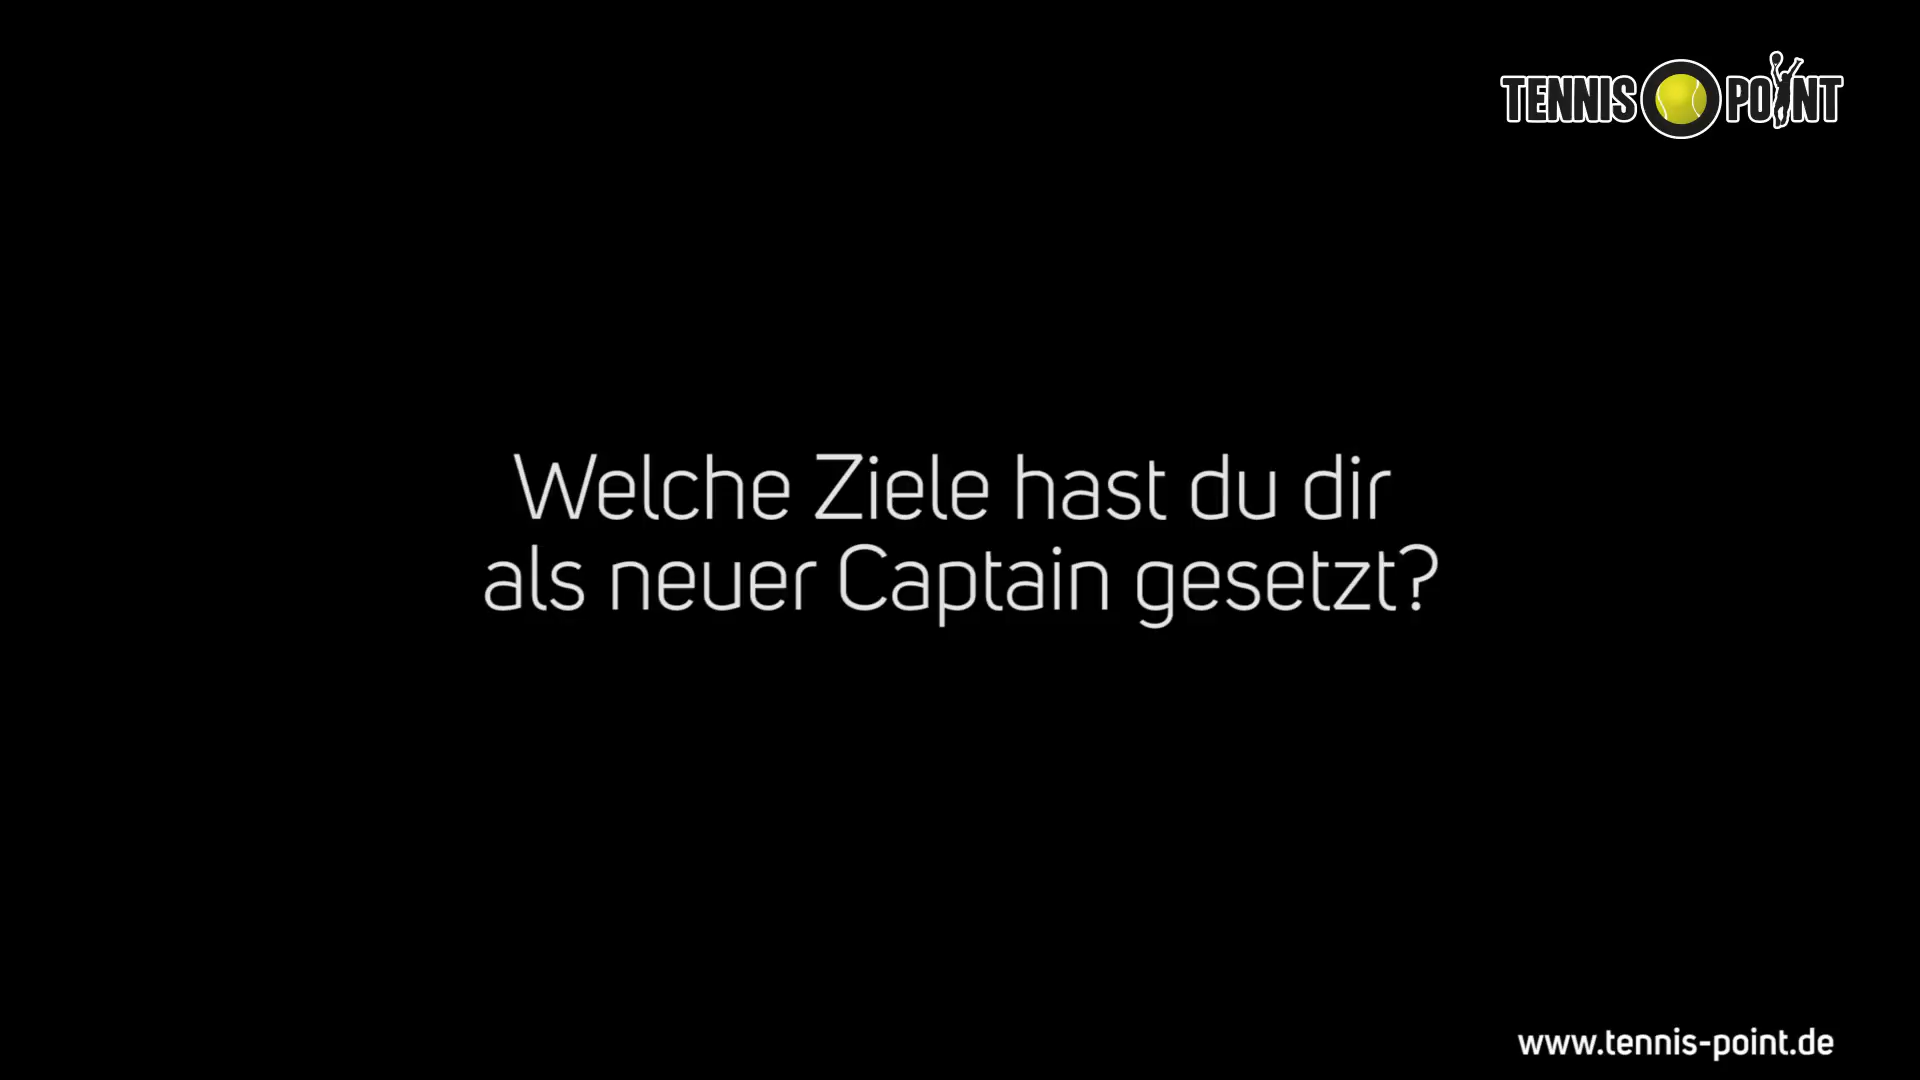 TENNIS POINT
Welche Ziele hast du dir
als neuer Captain gesetzt?
www.tennis-point.de